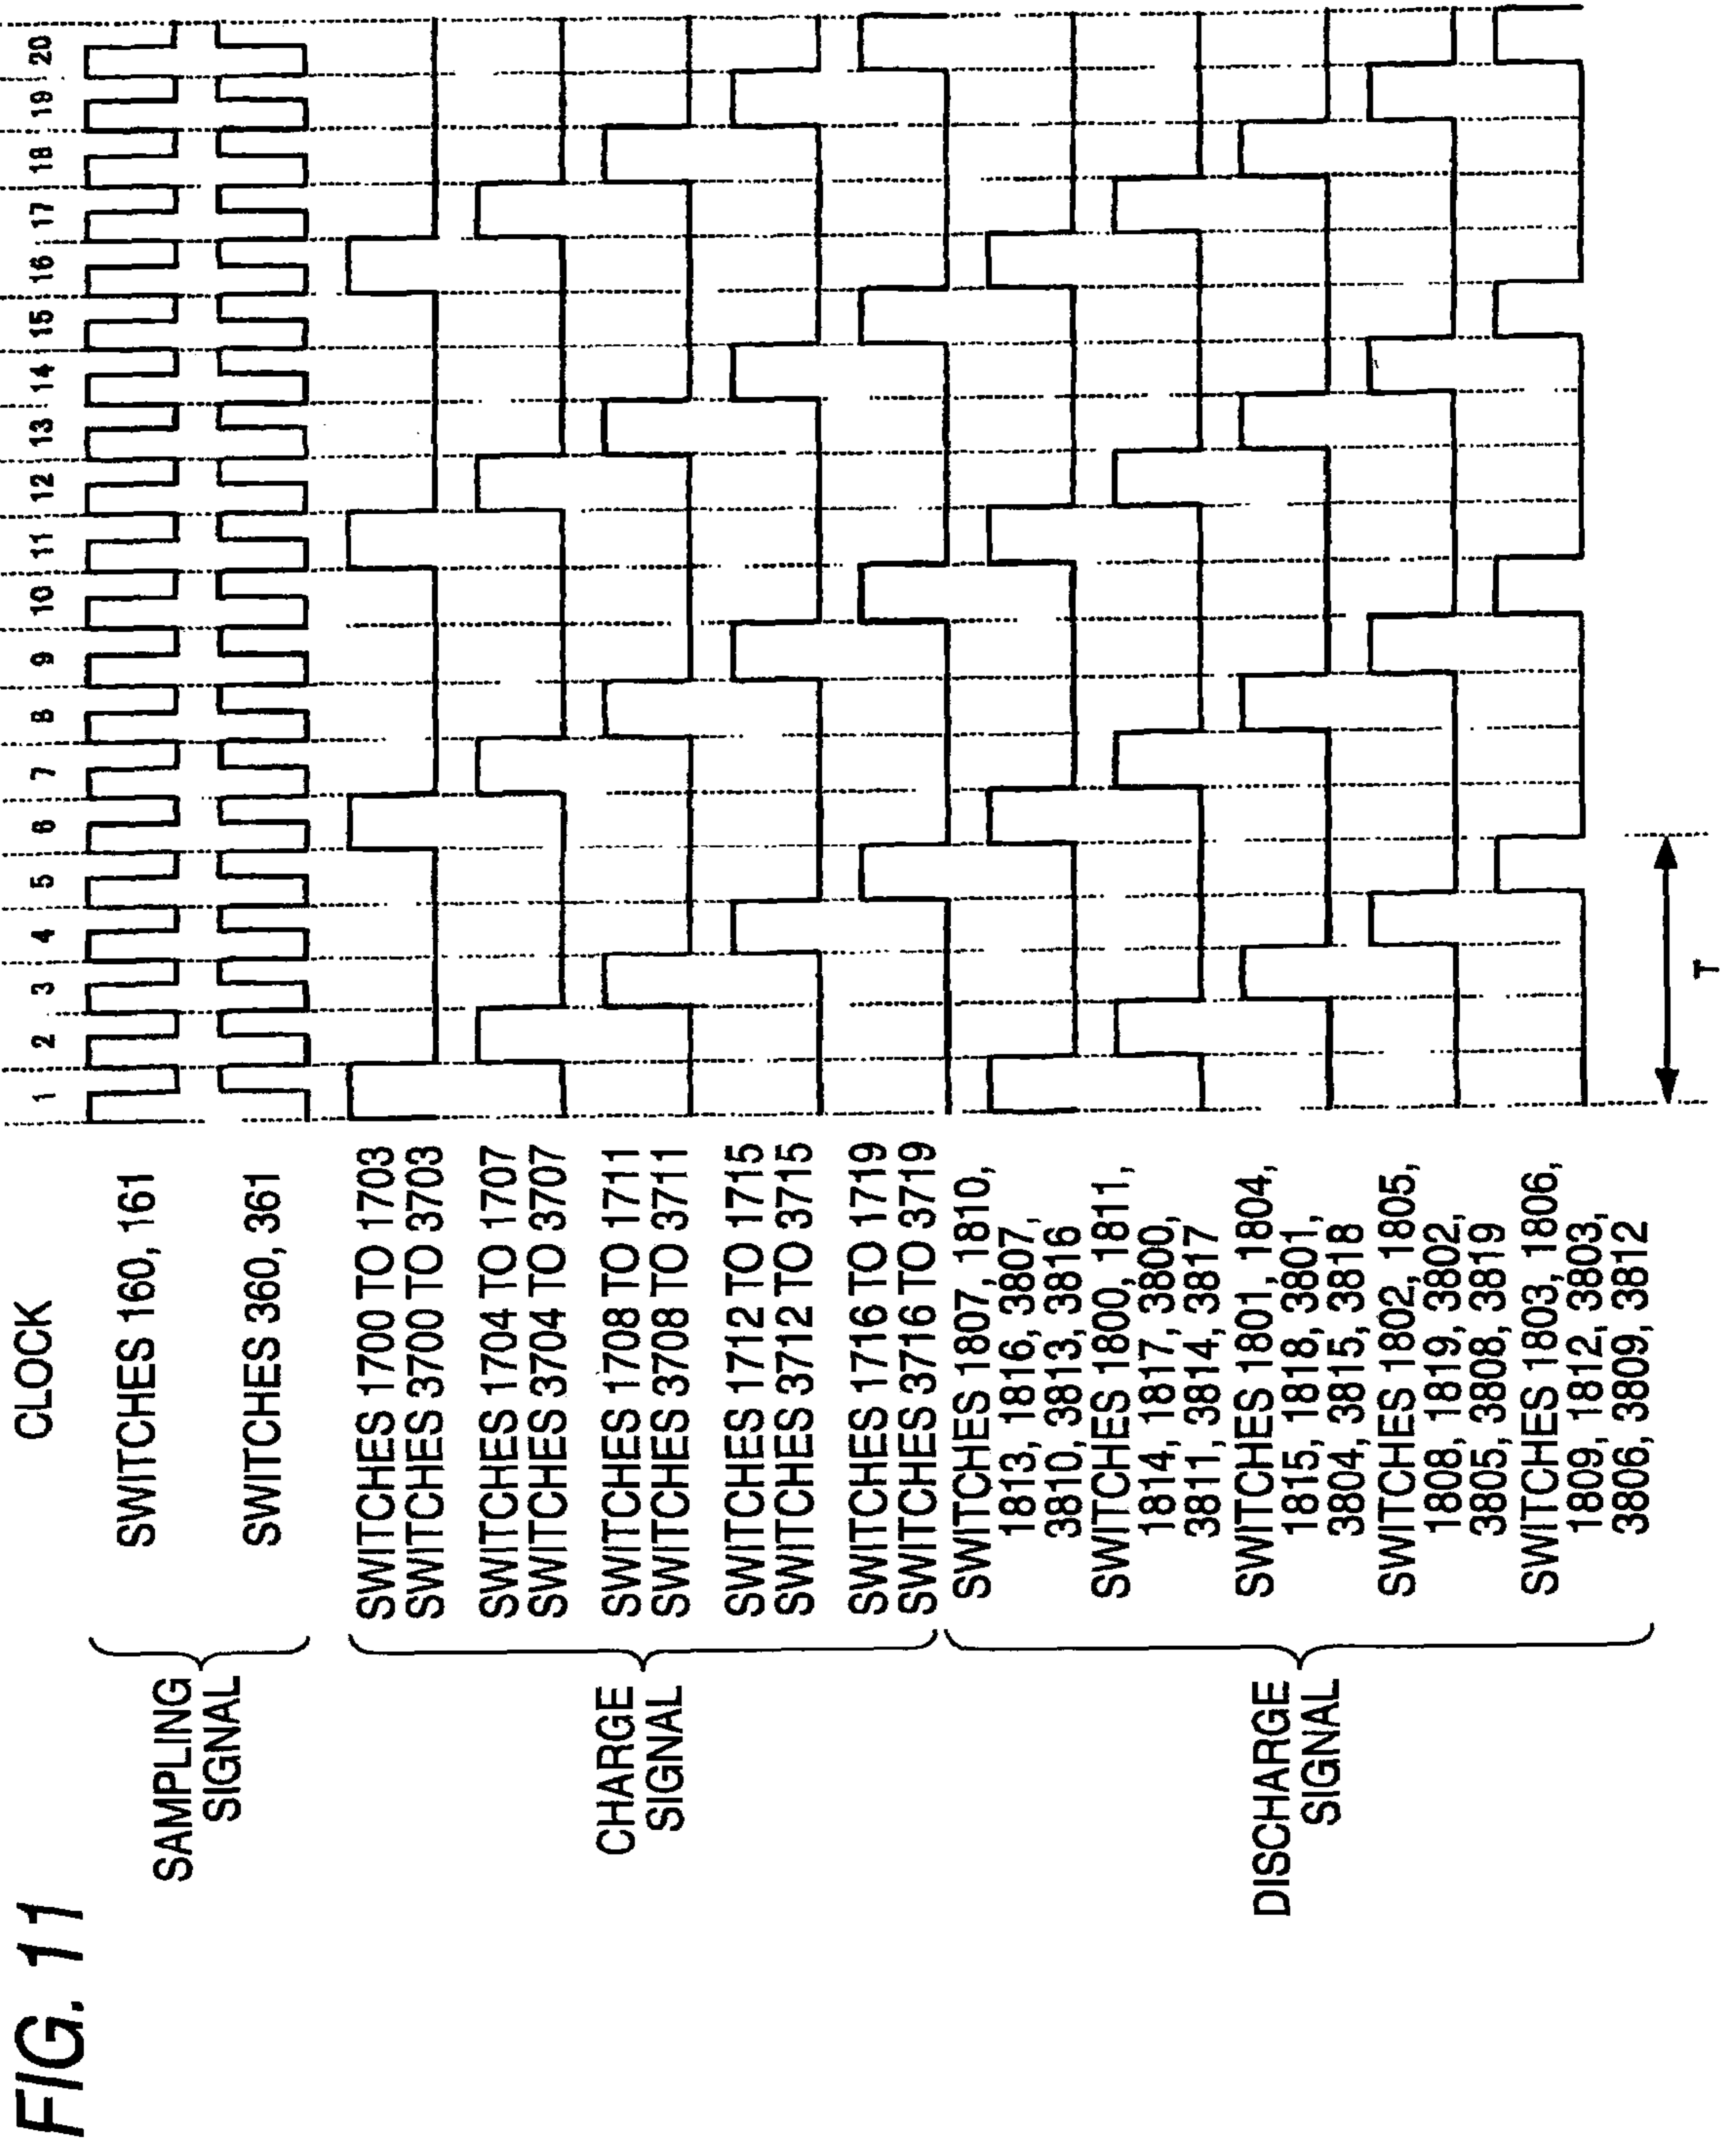 FIG. 11
CLOCK
1 2 3 4 5 6 7 8 9 10 11 12 13 14 15 16 17 18 19 20
SAMPLING
SIGNAL
SWITCHES 160, 161
SWITCHES 360, 361
CHARGE
SIGNAL
SWITCHES 1700 TO 1703
SWITCHES 3700 TO 3703
SWITCHES 1704 TO 1707
SWITCHES 3704 TO 3707
SWITCHES 1708 TO 1711
SWITCHES 3708 TO 3711
SWITCHES 1712 TO 1715
SWITCHES 3712 TO 3715
SWITCHES 1716 TO 1719
SWITCHES 3716 TO 3719
DISCHARGE
SIGNAL
SWITCHES 1807, 1810,
1813, 1816, 3807,
3810, 3813, 3816
SWITCHES 1800, 1811,
1814, 1817, 3800,
3811, 3814, 3817
SWITCHES 1801, 1804,
1815, 1818, 3801,
3804, 3815, 3818
SWITCHES 1802, 1805,
1808, 1819, 3802,
3805, 3808, 3819
SWITCHES 1803, 1806,
1809, 1812, 3803,
3806, 3809, 3812
T